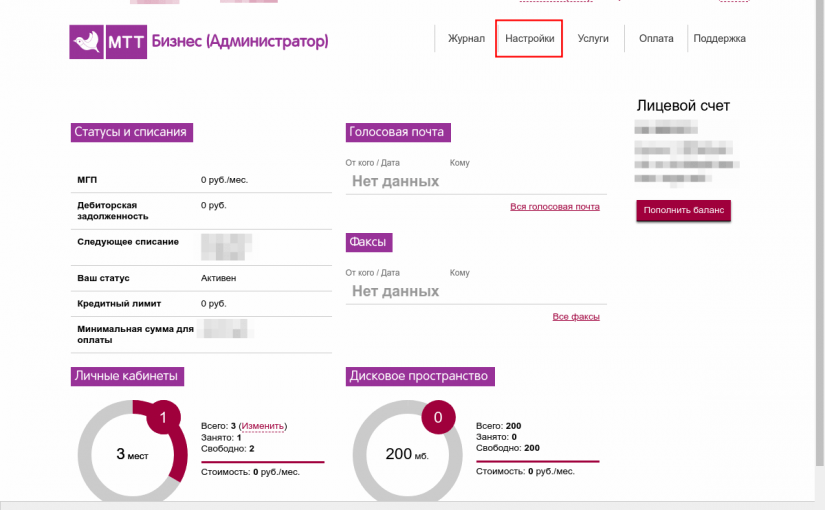 МТТ Бизнес (Администратор)
Журнал Настройки Услуги Оплата Поддержка
Статусы и списания
МГП 0 руб./мес.
Дебиторская
задолженность 0 руб.
Следующее списание
Ваш статус Активен
Кредитный лимит 0 руб.
Минимальная сумма для
оплаты
Голосовая почта
От кого / Дата Кому
Нет данных
Вся голосовая почта
Факсы
От кого / Дата Кому
Нет данных
Все факсы
Лицевой счет
Пополнить баланс
Личные кабинеты
1
3 мест
Всего: 3 (Изменить)
Занято: 1
Свободно: 2
Стоимость: 0 руб./мес.
Дисковое пространство
0
200 мб.
Всего: 200
Занято: 0
Свободно: 200
Стоимость: 0 руб./мес.